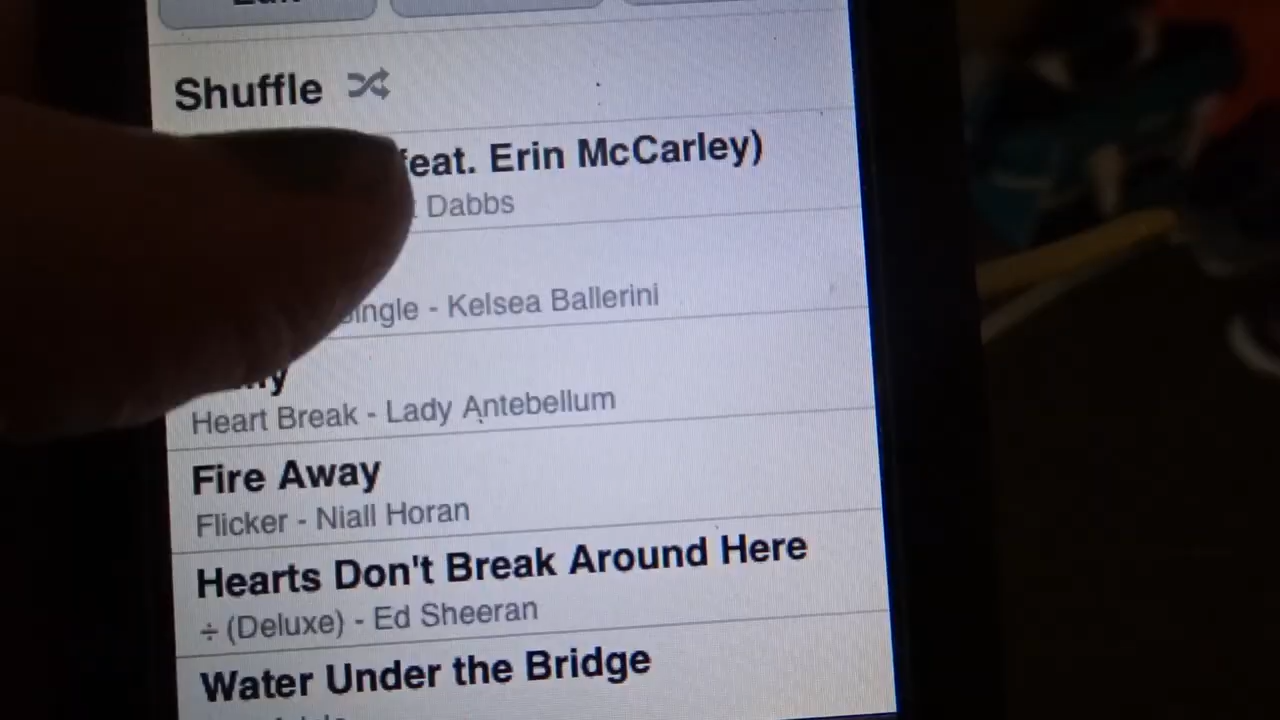 Shuffle
feat. Erin McCarley)
Dabbs
Single - Kelsea Ballerini
Heart Break - Lady Antebellum
Fire Away
Flicker - Niall Horan
Hearts Don't Break Around Here
÷ (Deluxe) - Ed Sheeran
Water Under the Bridge